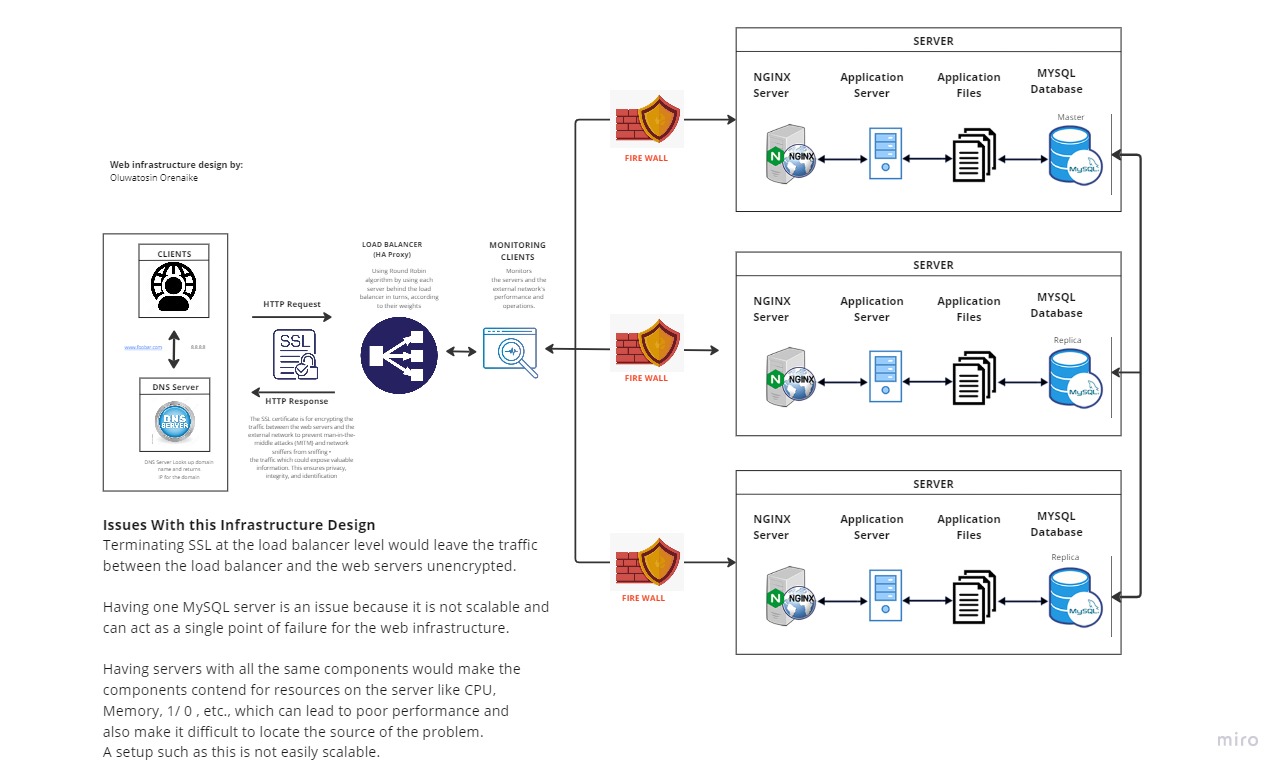 Web infrastructure design by:
Oluwatosin Orenaike
CLIENTS
www.foobar.com
8.8.8.8
DNS Server
DNS
SERVER
DNS Server Looks up domain
name and returns
IP for the domain
HTTP Request
SSL
HTTP Response
The SSL certificate is for encrypting the
traffic between the web servers and the
external network to prevent man-in-the-
middle attacks (MITM) and network
sniffers from sniffing •
the traffic which could expose valuable
information. This ensures privacy,
integrity, and identification
LOAD BALANCER
(HA Proxy)
Using Round Robin
algorithm by using each
server behind the load
balancer in turns, according
to their weights
MONITORING
CLIENTS
Monitors
the servers and the
external network's
performance and
operations.
FIRE WALL
FIRE WALL
FIRE WALL
SERVER
NGINX
Server
Application
Server
Application
Files
MYSQL
Database
Master
N
NGINX
MySQL
SERVER
NGINX
Server
Application
Server
Application
Files
MYSQL
Database
Replica
N
NGINX
MySQL
SERVER
NGINX
Server
Application
Server
Application
Files
MYSQL
Database
Replica
N
NGINX
MySQL
Issues With this Infrastructure Design
Terminating SSL at the load balancer level would leave the traffic
between the load balancer and the web servers unencrypted.
Having one MySQL server is an issue because it is not scalable and
can act as a single point of failure for the web infrastructure.
Having servers with all the same components would make the
components contend for resources on the server like CPU,
Memory, 1/ 0 , etc., which can lead to poor performance and
also make it difficult to locate the source of the problem.
A setup such as this is not easily scalable.
miro